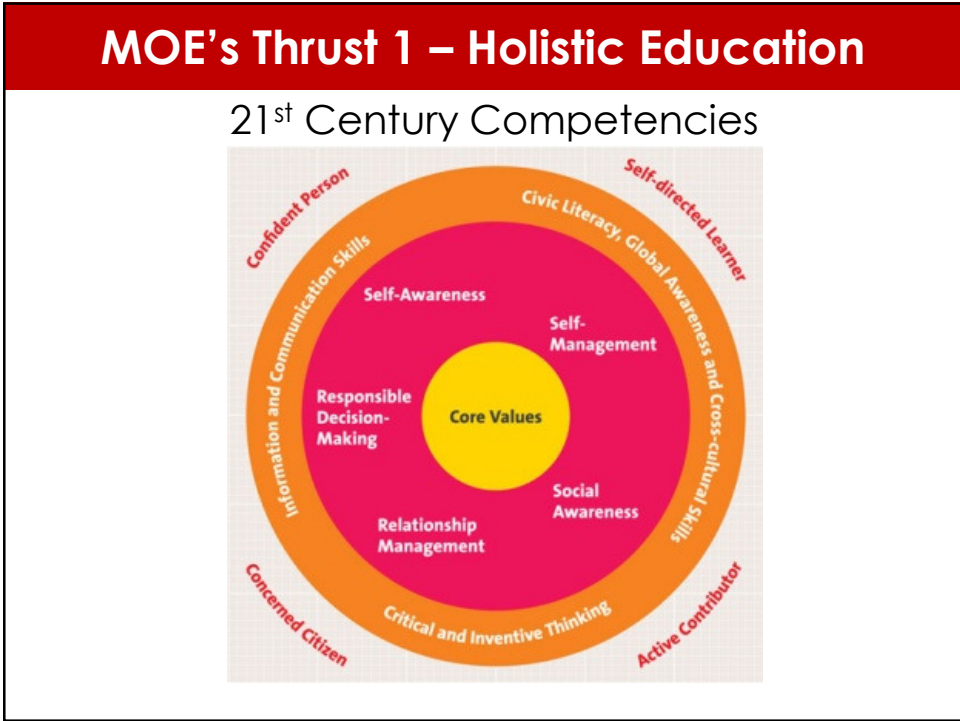 MOE’s Thrust 1 – Holistic Education
21st Century Competencies
Confident Person
Self-directed Learner
Information and Communication Skills
Civic Literacy, Global Awareness and Cross-cultural Skills
Self-Awareness
Self-
Management
Responsible
Decision-
Making
Core Values
Social
Awareness
Relationship
Management
Critical and Inventive Thinking
Concerned Citizen
Active Contributor